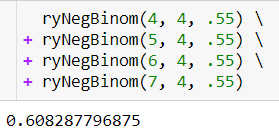 ryNegBinom(4, 4, .55) \
+ ryNegBinom(5, 4, .55) \
+ ryNegBinom(6, 4, .55) \
+ ryNegBinom(7, 4, .55)
0.608287796875